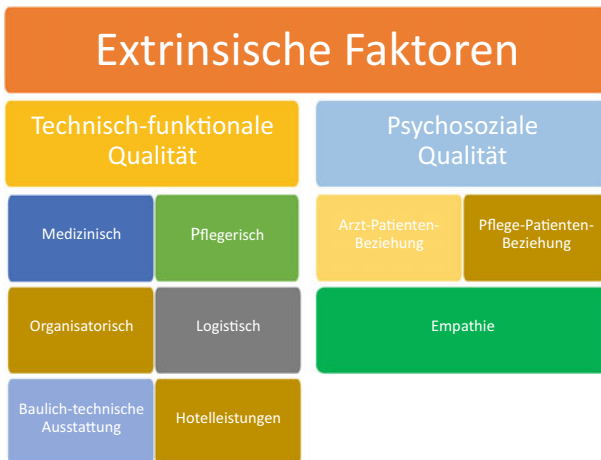 Extrinsische Faktoren
Technisch-funktionale
Qualität
Psychosoziale
Qualität
Medizinisch
Pflegerisch
Arzt-Patienten-
Beziehung
Pflege-Patienten-
Beziehung
Organisatorisch
Logistisch
Empathie
Baulich-technische
Ausstattung
Hotelleistungen